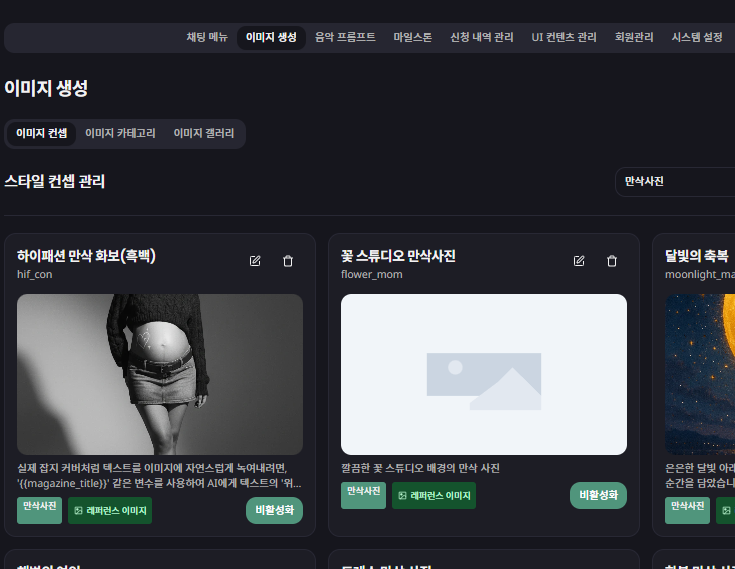 채팅 메뉴 이미지 생성 음악 프롬프트 마일스톤 신청 내역 관리 UI 컨텐츠 관리 회원관리 시스템 설정
이미지 생성
이미지 컨셉 이미지 카테고리 이미지 갤러리
스타일 컨셉 관리
만삭사진
하이패션 만삭 화보(흑백)
hif_con
실제 잡지 커버처럼 텍스트를 이미지에 자연스럽게 녹여내려면,
'{{magazine_title}}' 같은 변수를 사용하여 AI에게 텍스트의 '위...
만삭사진
레퍼런스 이미지
비활성화
꽃 스튜디오 만삭사진
flower_mom
깔끔한 꽃 스튜디오 배경의 만삭 사진
만삭사진
레퍼런스 이미지
비활성화
달빛의 축복
moonlight_ma
은은한 달빛 아래
순간을 담았습니
만삭사진